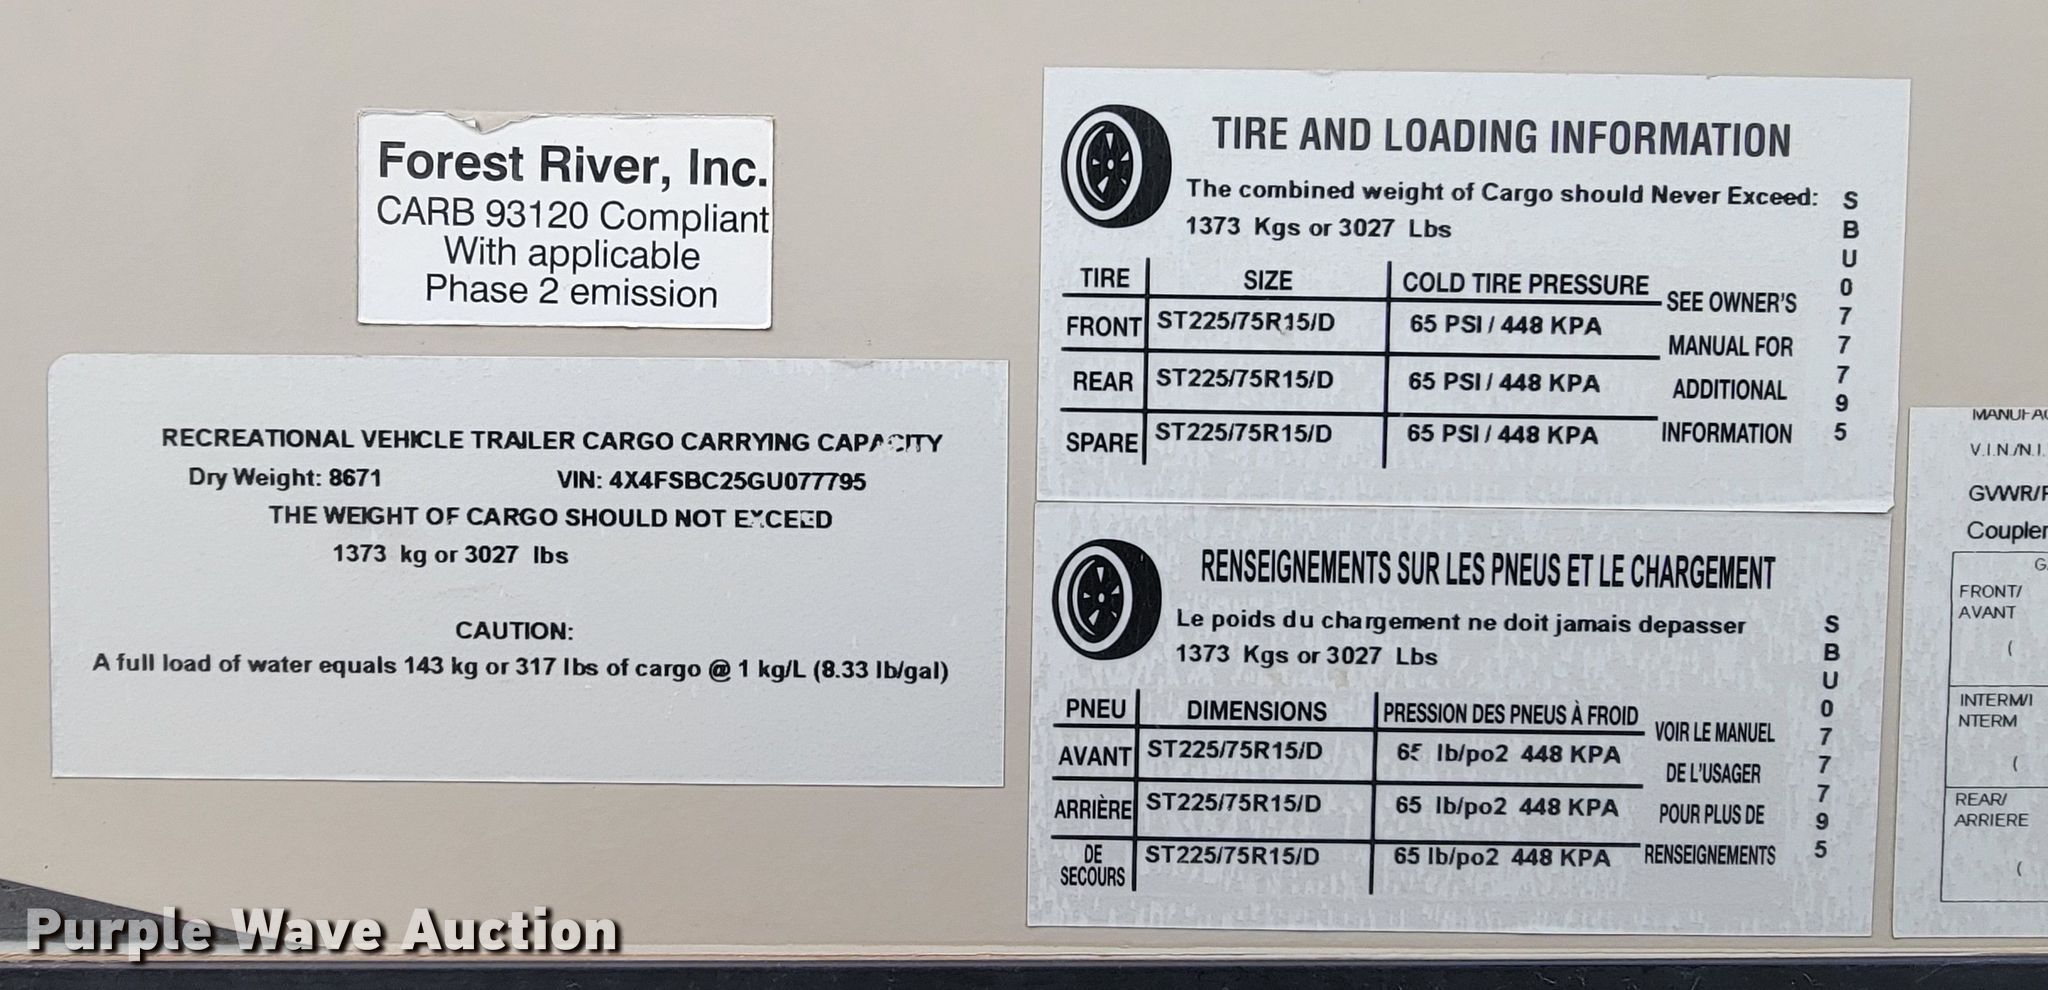 Forest River, Inc.
CARB 93120 Compliant
With applicable
Phase 2 emission
RECREATIONAL VEHICLE TRAILER CARGO CARRYING CAPACITY
Dry Weight: 8671 VIN: 4X4FSBC25GU077795
THE WEIGHT OF CARGO SHOULD NOT EXCEED
1373 kg or 3027 lbs
CAUTION:
A full load of water equals 143 kg or 317 lbs of cargo @ 1 kg/L (8.33 lb/gal)
TIRE AND LOADING INFORMATION
The combined weight of Cargo should Never Exceed:
1373 Kgs or 3027 Lbs
TIRE SIZE COLD TIRE PRESSURE
FRONT ST225/75R15/D 65 PSI / 448 KPA
REAR ST225/75R15/D 65 PSI / 448 KPA
SPARE ST225/75R15/D 65 PSI / 448 KPA
SEE OWNER'S
MANUAL FOR
ADDITIONAL
INFORMATION
SBU077795
RENSEIGNEMENTS SUR LES PNEUS ET LE CHARGEMENT
Le poids du chargement ne doit jamais depasser
1373 Kgs or 3027 Lbs
PNEU DIMENSIONS PRESSION DES PNEUS À FROID
AVANT ST225/75R15/D 65 lb/po2 448 KPA
ARRIÈRE ST225/75R15/D 65 lb/po2 448 KPA
DE
SECOURS ST225/75R15/D 65 lb/po2 448 KPA
VOIR LE MANUEL
DE L'USAGER
POUR PLUS DE
RENSEIGNEMENTS
SBU077795
MANUFAC
V.I.N./N.I.
GVWR/
Coupler
G
FRONT/
AVANT
(
INTERM/I
NTERM
(
REAR/
ARRIERE
(
Purple Wave Auction